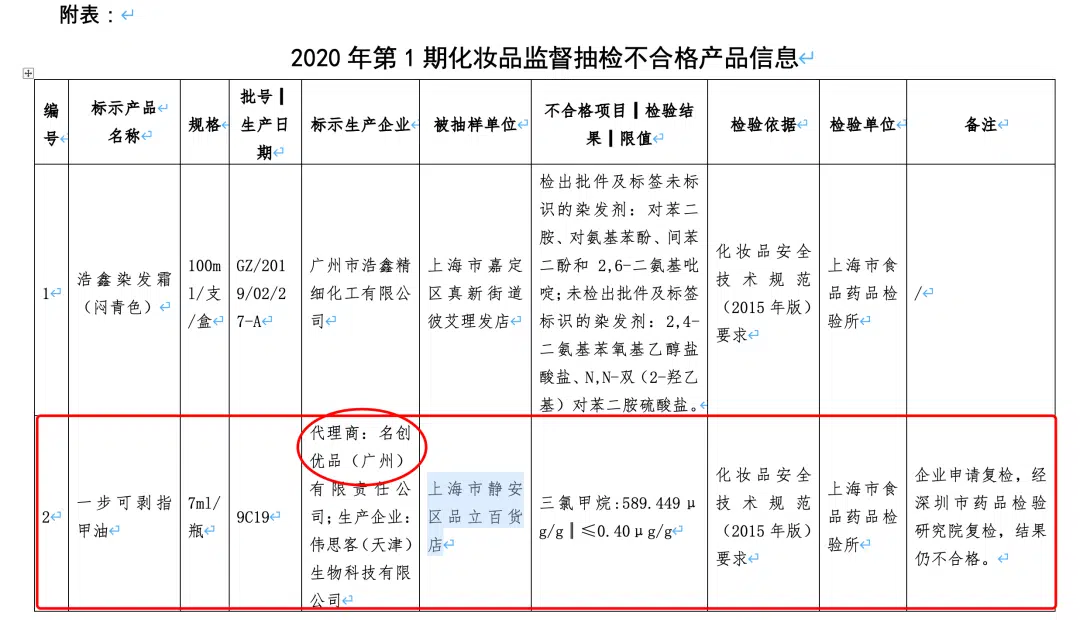 附表：
2020 年第 1 期化妆品监督抽检不合格产品信息
编
号
标示产品
名称
规格
批号┃
生产日
期
标示生产企业
被抽样单位
不合格项目┃检验结
果┃限值
检验依据
检验单位
备注
1
浩鑫染发霜
（闷青色）
100m
l/支
/盒
GZ/201
9/02/2
7-A
广州市浩鑫精
细化工有限公
司
上海市嘉定
区真新街道
彼艾理发店
检出批件及标签未标
识的染发剂：对苯二
胺、对氨基苯酚、间苯
二酚和 2,6-二氨基吡
啶;未检出批件及标签
标识的染发剂：2,4-
二氨基苯氧基乙醇盐
酸盐、N,N-双（2-羟乙
基）对苯二胺硫酸盐。
化妆品安全
技术规范
（2015 年版）
要求
上海市食
品药品检
验所
/
2
一步可剥指
甲油
7ml/
瓶
9C19
代理商：名创
优品（广州）
有限责任公
司;生产企业：
伟思客（天津）
生物科技有限
公司
上海市静安
区品立百货
店
三氯甲烷:589.449 μ
g/g┃≤0.40 μg/g
化妆品安全
技术规范
（2015 年版）
要求
上海市食
品药品检
验所
企业申请复检，经
深圳市药品检验
研究院复检，结果
仍不合格。